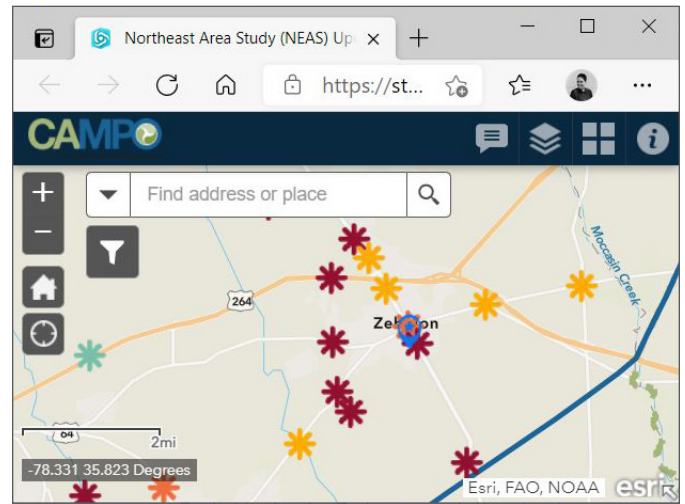 Northeast Area Study (NEAS) Up
https://st...
CAMPO
Find address or place
Moccasin Creek
264
64
2mi
-78.331 35.823 Degrees
Esri, FAO, NOAA
esri